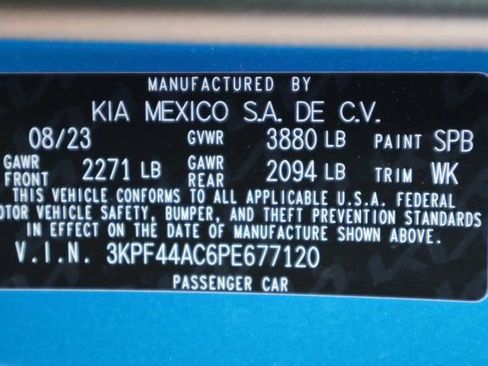 MANUFACTURED BY
KIA MEXICO S.A. DE C.V.
08/23 GVWR 3880 LB PAINT SPB
GAWR FRONT 2271 LB GAWR REAR 2094 LB TRIM WK
THIS VEHICLE CONFORMS TO ALL APPLICABLE U.S.A. FEDERAL
OTOR VEHICLE SAFETY, BUMPER, AND THEFT PREVENTION STANDARDS
IN EFFECT ON THE DATE OF MANUFACTURE SHOWN ABOVE.
V.I.N. 3KPF44AC6PE677120
PASSENGER CAR